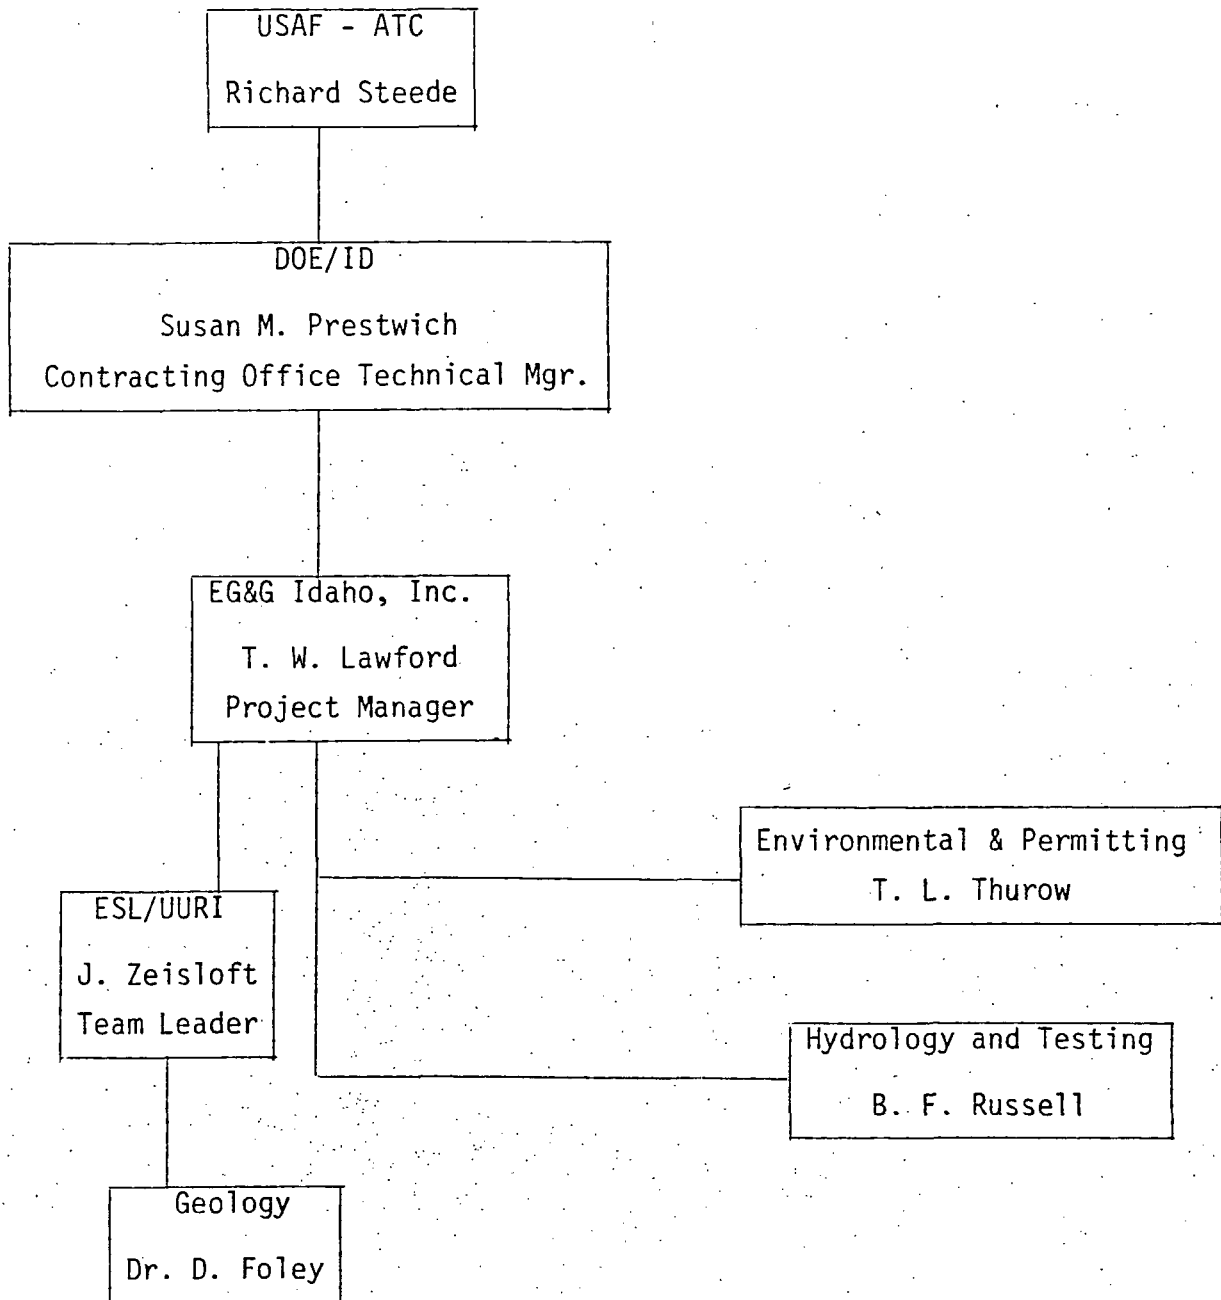 USAF - ATC
Richard Steede
DOE/ID
Susan M. Prestwich
Contracting Office Technical Mgr.
EG&G Idaho, Inc.
T. W. Lawford
Project Manager
Environmental & Permitting
T. L. Thurow
ESL/UURI
J. Zeisloft
Team Leader
Hydrology and Testing
B. F. Russell
Geology
Dr. D. Foley